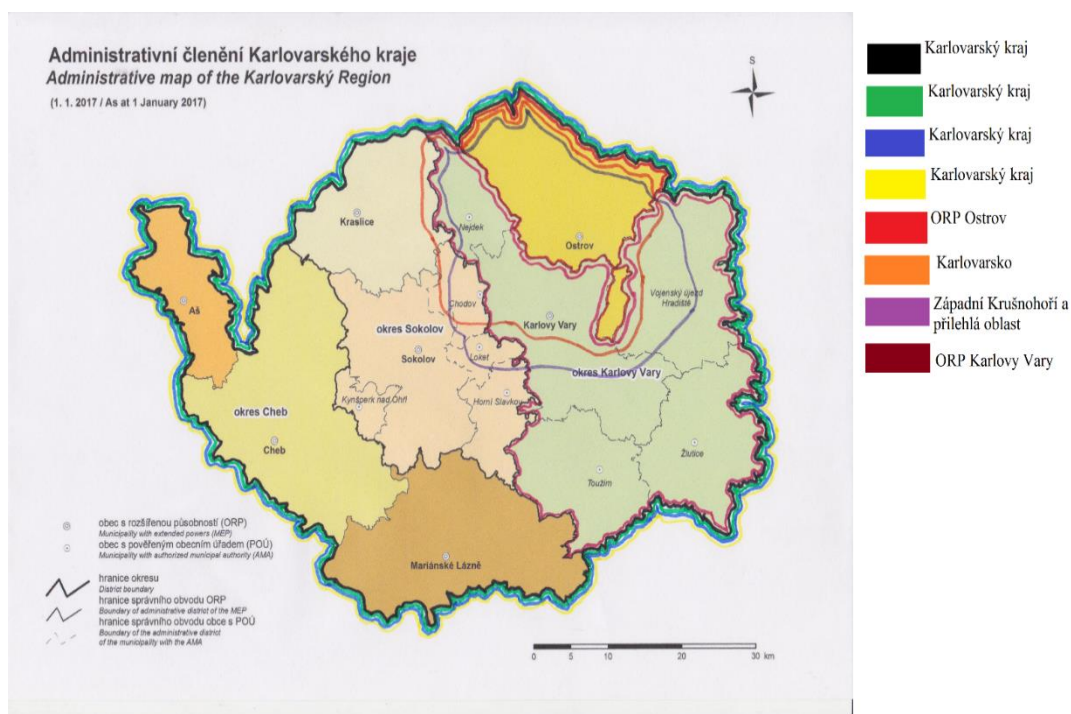 Administrativní členění Karlovarského kraje
Administrative map of the Karlovarský Region
(1. 1. 2017 / As at 1 January 2017)
S
Kraslice
Nejdek
Ostrov
Aš
Chodov
Vojenský újezd
Hradiště
Karlovy Vary
okres Sokolov
Sokolov
Loket
okres Karlovy Vary
Kynšperk nad Ohří
Horní Slavkov
okres Cheb
Cheb
Žlutice
Toužim
Mariánské Lázně
obec s rozšířenou působností (ORP)
Municipality with extended powers (MEP)
obec s pověřeným obecním úřadem (POÚ)
Municipality with authorized municipal authority (AMA)
hranice okresu
District boundary
hranice správního obvodu ORP
Boundary of administrative district of the MEP
hranice správního obvodu obce s POÚ
Boundary of the administrative district
of the municipality with the AMA
0 5 10 20 30 km
Karlovarský kraj
Karlovarský kraj
Karlovarský kraj
Karlovarský kraj
ORP Ostrov
Karlovarsko
Západní Krušnohoří a
přilehlá oblast
ORP Karlovy Vary